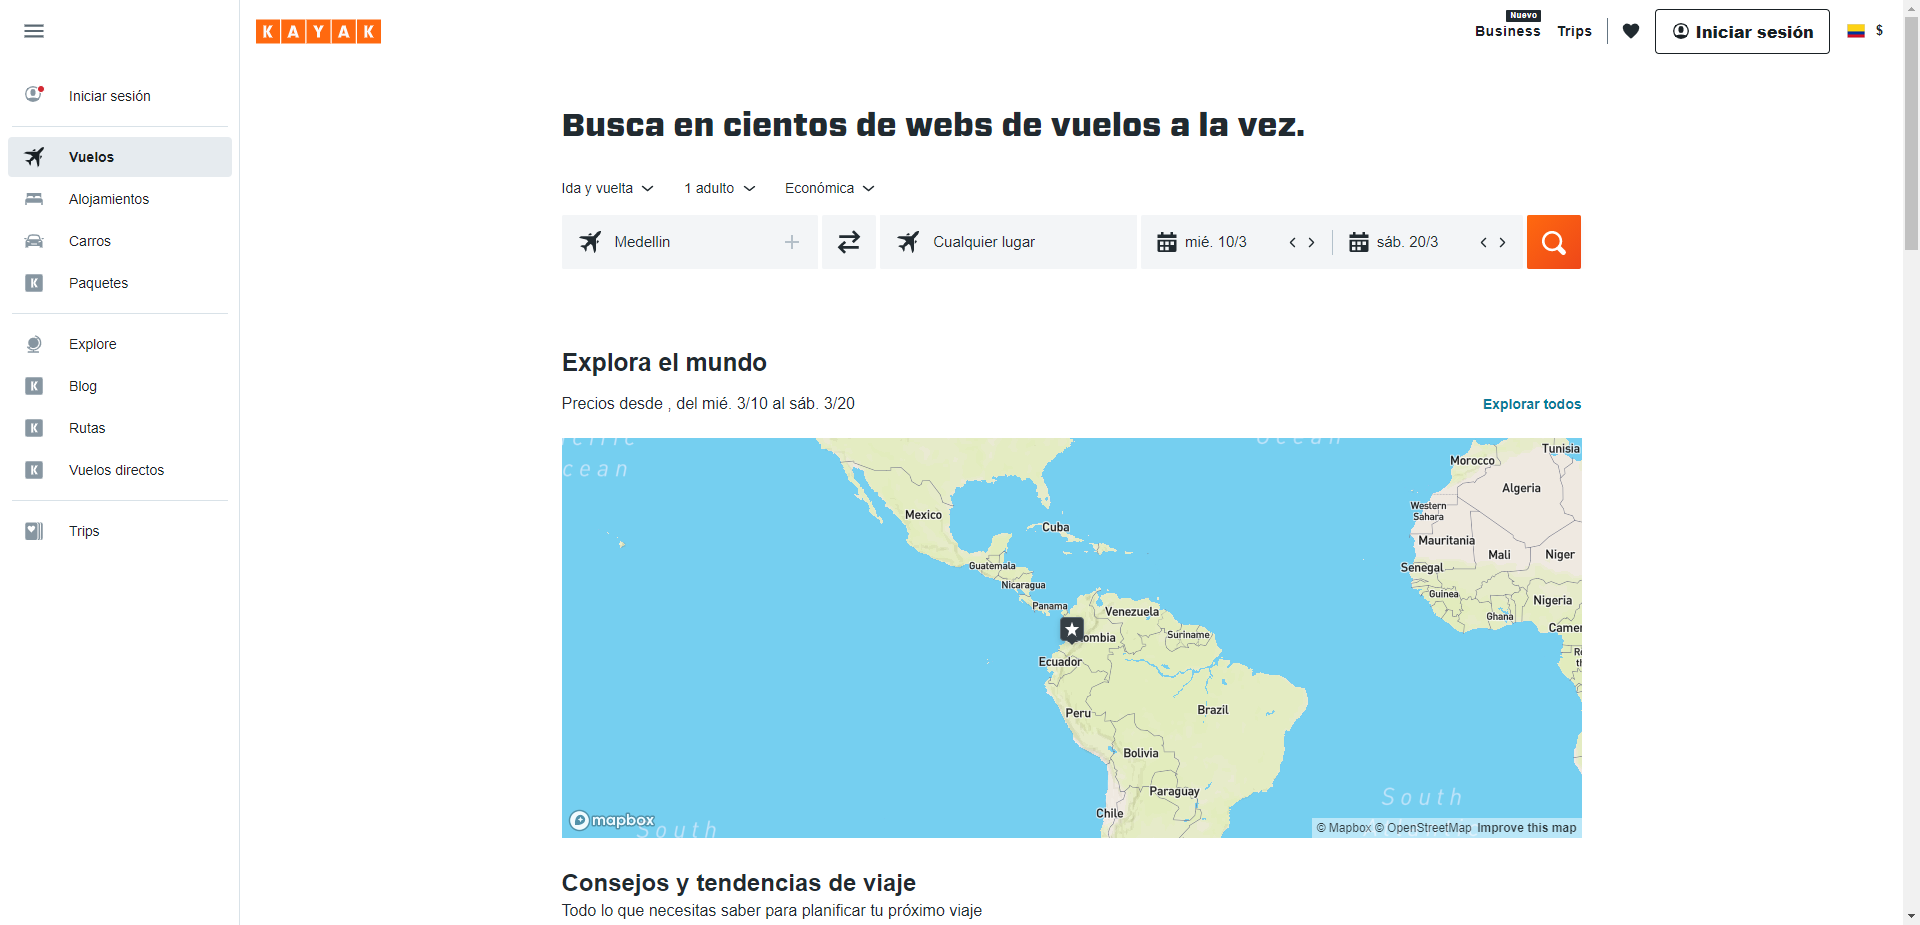 KAYAK
Nuevo
Business
Trips
Iniciar sesión
$
Iniciar sesión
Vuelos
Alojamientos
Carros
K Paquetes
Explore
K Blog
K Rutas
K Vuelos directos
Trips
Busca en cientos de webs de vuelos a la vez.
Ida y vuelta
1 adulto
Económica
Medellin
Cualquier lugar
mié. 10/3
sáb. 20/3
Explora el mundo
Precios desde , del mié. 3/10 al sáb. 3/20
Explorar todos
cean
Ocean
Tunisia
Morocco
Algeria
Western
Sahara
Mexico
Cuba
Mauritania
Mali
Niger
Guatemala
Senegal
Nicaragua
Guinea
Nigeria
Panama
Venezuela
Ghana
Camer
Suriname
ombia
Ecuador
Peru
Brazil
Bolivia
Paraguay
Chile
South
South
mapbox
© Mapbox © OpenStreetMap Improve this map
Consejos y tendencias de viaje
Todo lo que necesitas saber para planificar tu próximo viaje